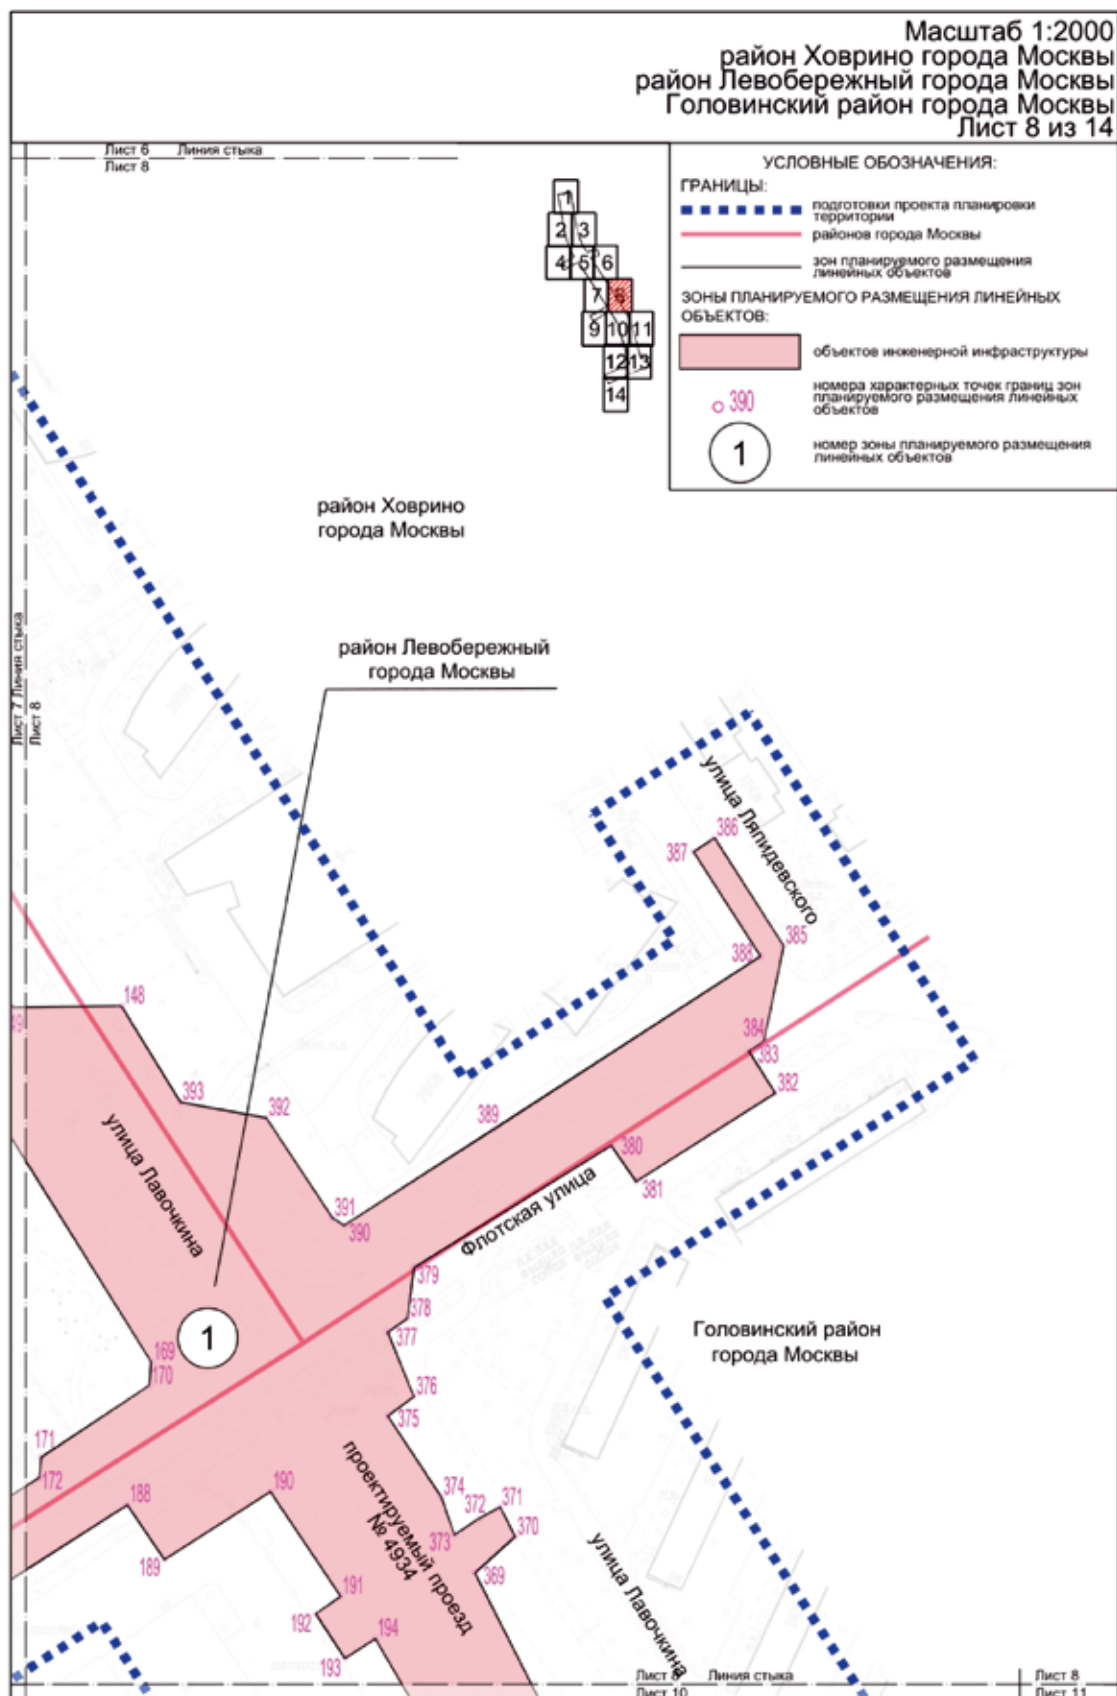 Масштаб 1:2000
район Ховрино города Москвы
район Левобережный города Москвы
Головинский район города Москвы
Лист 8 из 14
Лист 6 Линия стыка
Лист 8
1
2 3
4 5 6
7 8
9 10 11
12 13
14
УСЛОВНЫЕ ОБОЗНАЧЕНИЯ:
ГРАНИЦЫ:
подготовки проекта планировки
территории
районов города Москвы
зон планируемого размещения
линейных объектов
ЗОНЫ ПЛАНИРУЕМОГО РАЗМЕЩЕНИЯ ЛИНЕЙНЫХ
ОБЪЕКТОВ:
объектов инженерной инфраструктуры
390
номера характерных точек границ зон
планируемого размещения линейных
объектов
1
номер зоны планируемого размещения
линейных объектов
район Ховрино
города Москвы
район Левобережный
города Москвы
Лист 7 Линия стыка
Лист 8
улица Ляпидевского
386
387
385
388
384
383
382
389
380
381
148
393
392
391
390
улица Лавочкина
Флотская улица
379
378
377
376
375
1
169
170
171
172
188
189
190
Головинский район
города Москвы
проектируемый проезд
№ 4934
374
372
371
373
370
369
191
192
193
194
улица Лавочкина
Лист 8 Линия стыка
Лист 10
Лист 8
Лист 11